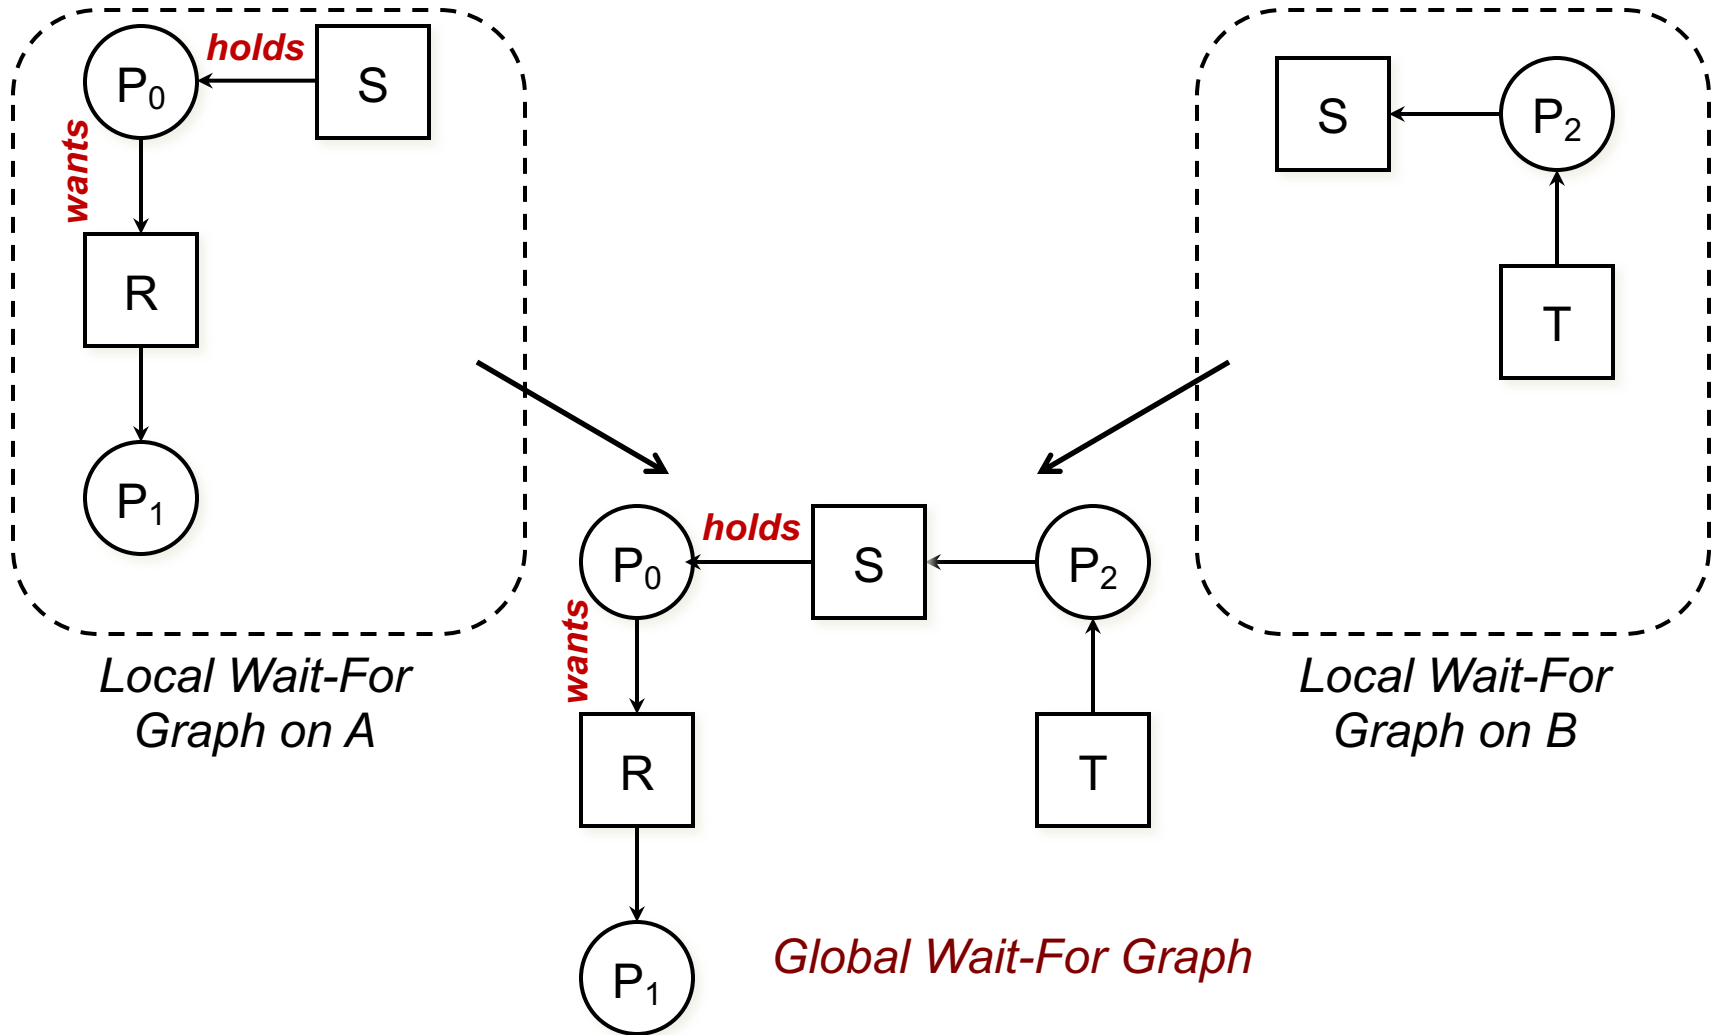 P0
holds
S
wants
R
P1
Local Wait-For
Graph on A
S
P2
T
Local Wait-For
Graph on B
P0
holds
S
P2
wants
R
T
P1
Global Wait-For Graph